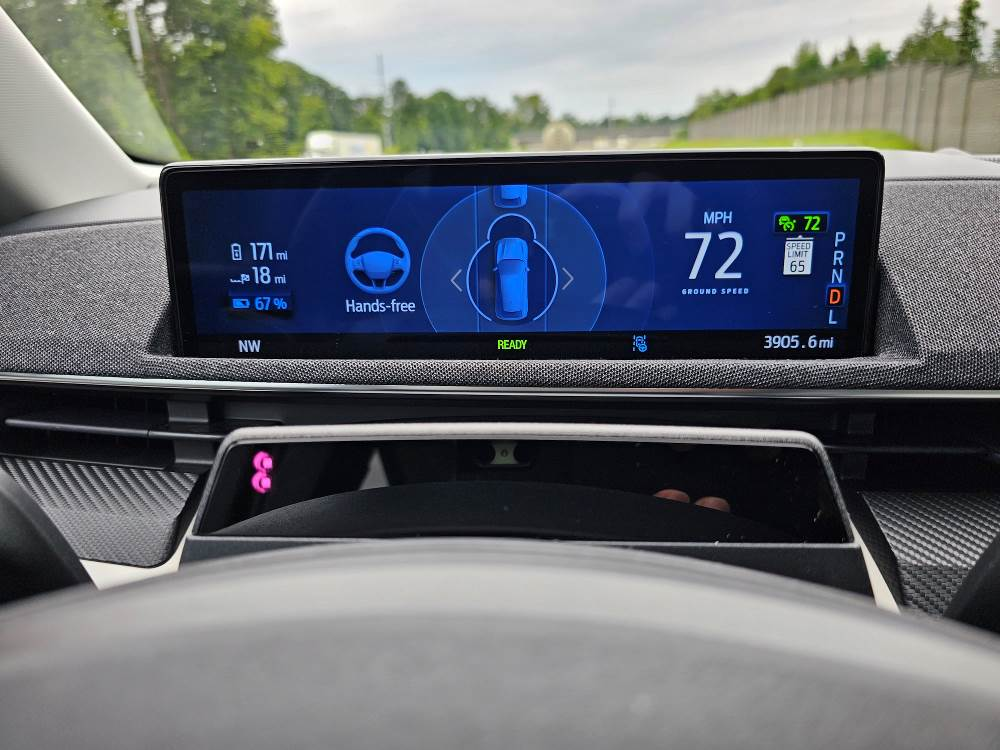 171 mi
18 mi
67 %
Hands-free
MPH
72
GROUND SPEED
72
SPEED
LIMIT
65
P
R
N
D
L
NW
READY
3905.6 mi